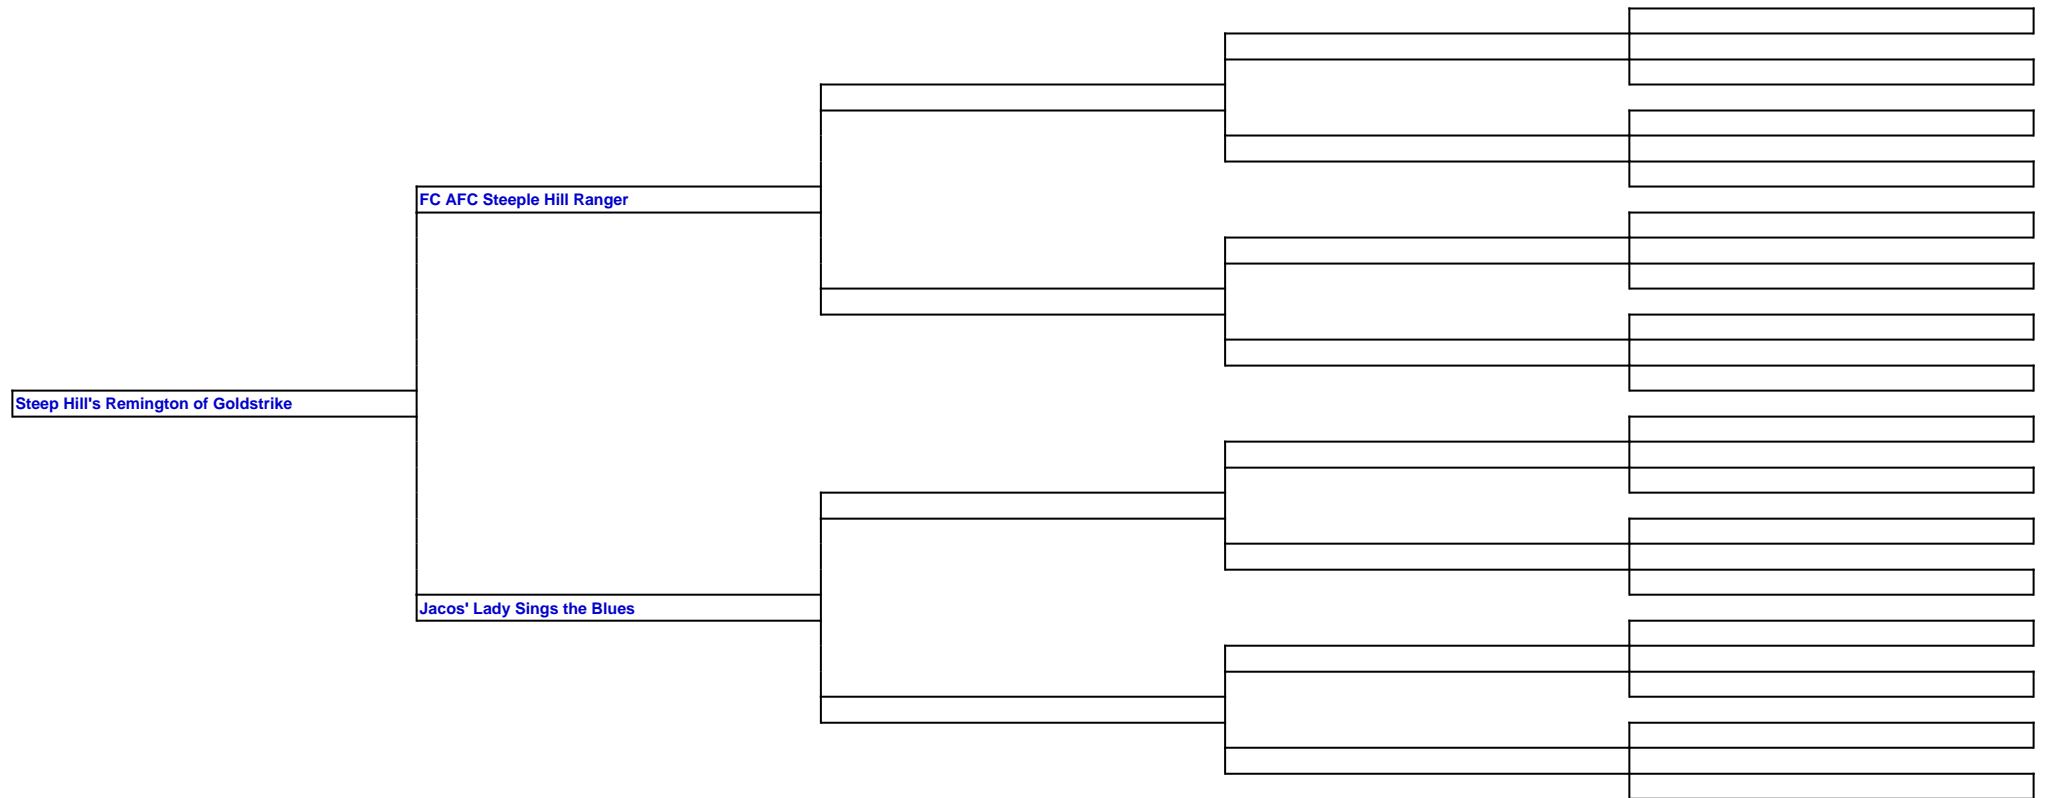 FC AFC Steeple Hill Ranger
Steep Hill's Remington of Goldstrike
Jacos' Lady Sings the Blues